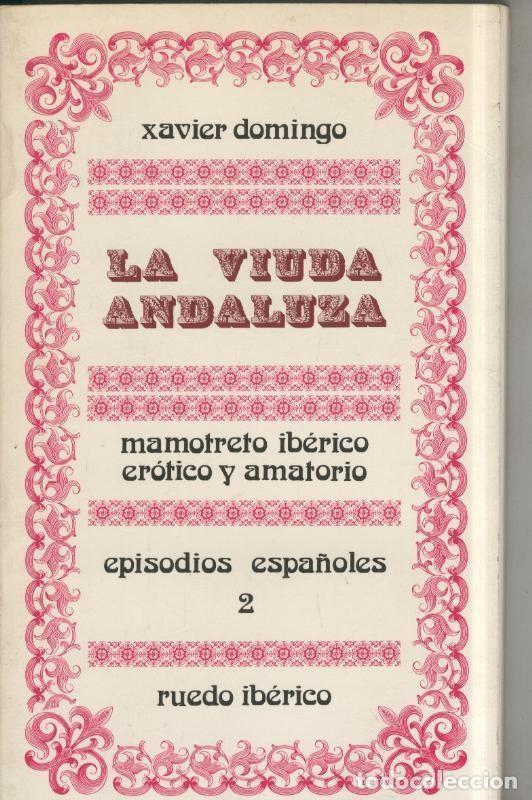 xavier domingo
LA VIUDA
ANDALUZA
mamotreto ibérico
erótico y amatorio
episodios españoles
2
ruedo ibérico
todocoleccion